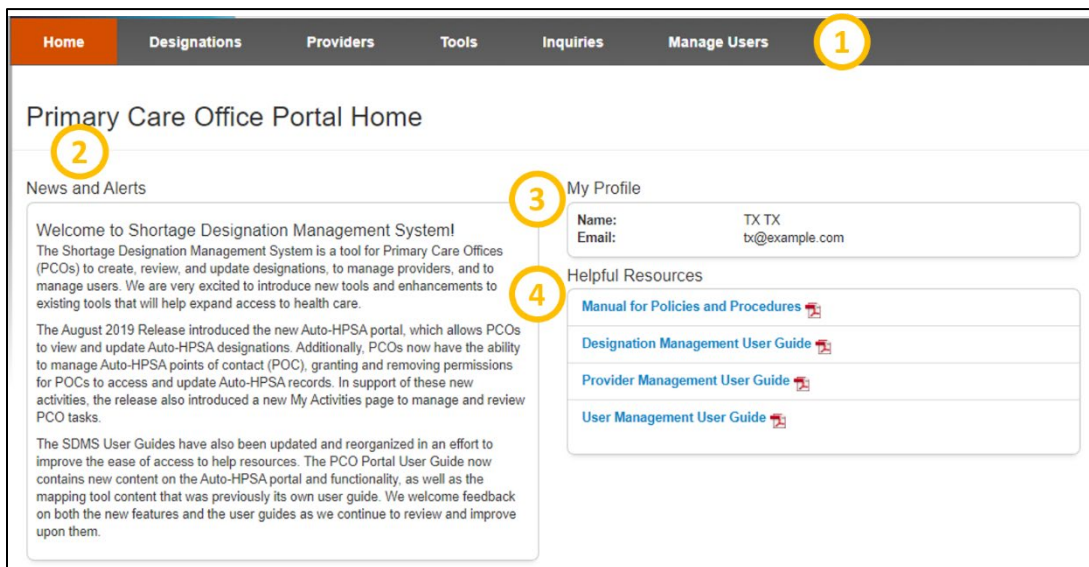 Home Designations Providers Tools Inquiries Manage Users 1
Primary Care Office Portal Home
2
News and Alerts
Welcome to Shortage Designation Management System!
The Shortage Designation Management System is a tool for Primary Care Offices
(PCOs) to create, review, and update designations, to manage providers, and to
manage users. We are very excited to introduce new tools and enhancements to
existing tools that will help expand access to health care.
The August 2019 Release introduced the new Auto-HPSA portal, which allows PCOs
to view and update Auto-HPSA designations. Additionally, PCOs now have the ability
to manage Auto-HPSA points of contact (POC), granting and removing permissions
for POCs to access and update Auto-HPSA records. In support of these new
activities, the release also introduced a new My Activities page to manage and review
PCO tasks.
The SDMS User Guides have also been updated and reorganized in an effort to
improve the ease of access to help resources. The PCO Portal User Guide now
contains new content on the Auto-HPSA portal and functionality, as well as the
mapping tool content that was previously its own user guide. We welcome feedback
on both the new features and the user guides as we continue to review and improve
upon them.
3
My Profile
Name: TX TX
Email: tx@example.com
4
Helpful Resources
Manual for Policies and Procedures
Designation Management User Guide
Provider Management User Guide
User Management User Guide